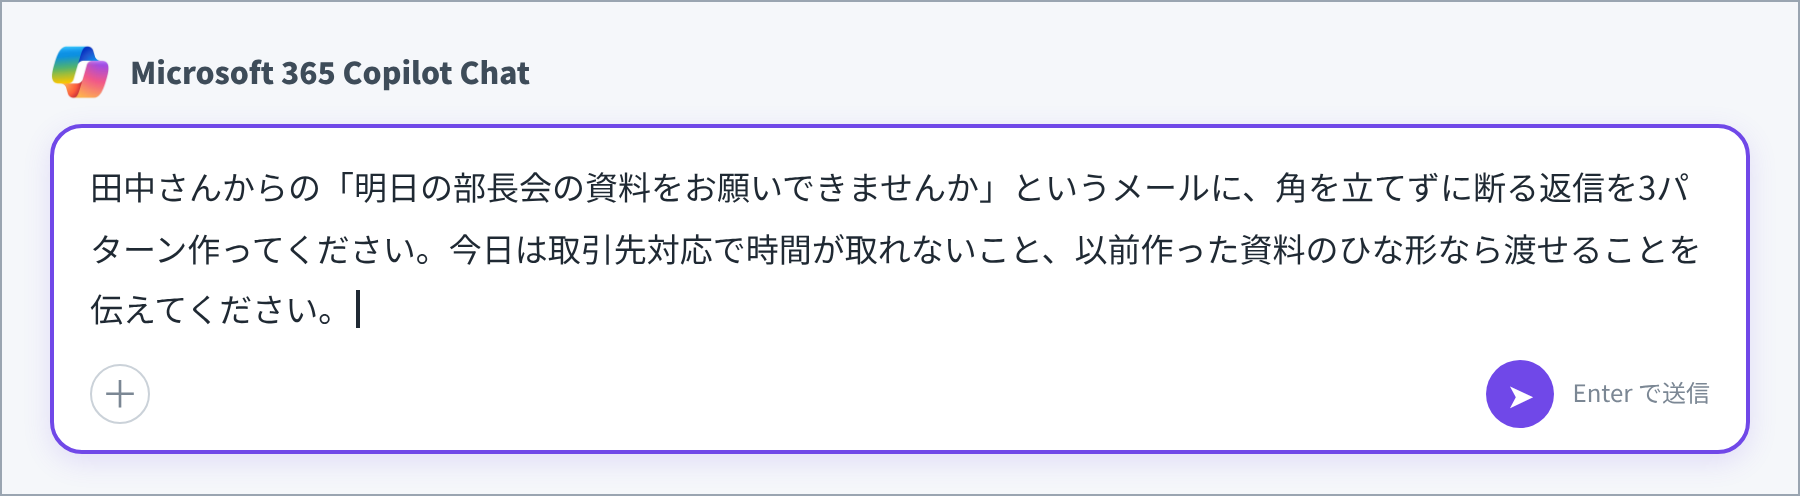 Microsoft 365 Copilot Chat
田中さんからの「明日の部長会の資料をお願いできませんか」というメールに、角を立てずに断る返信を3パ
ターン作ってください。今日は取引先対応で時間が取れないこと、以前作った資料のひな形なら渡せることを
伝えてください。
Enter で送信